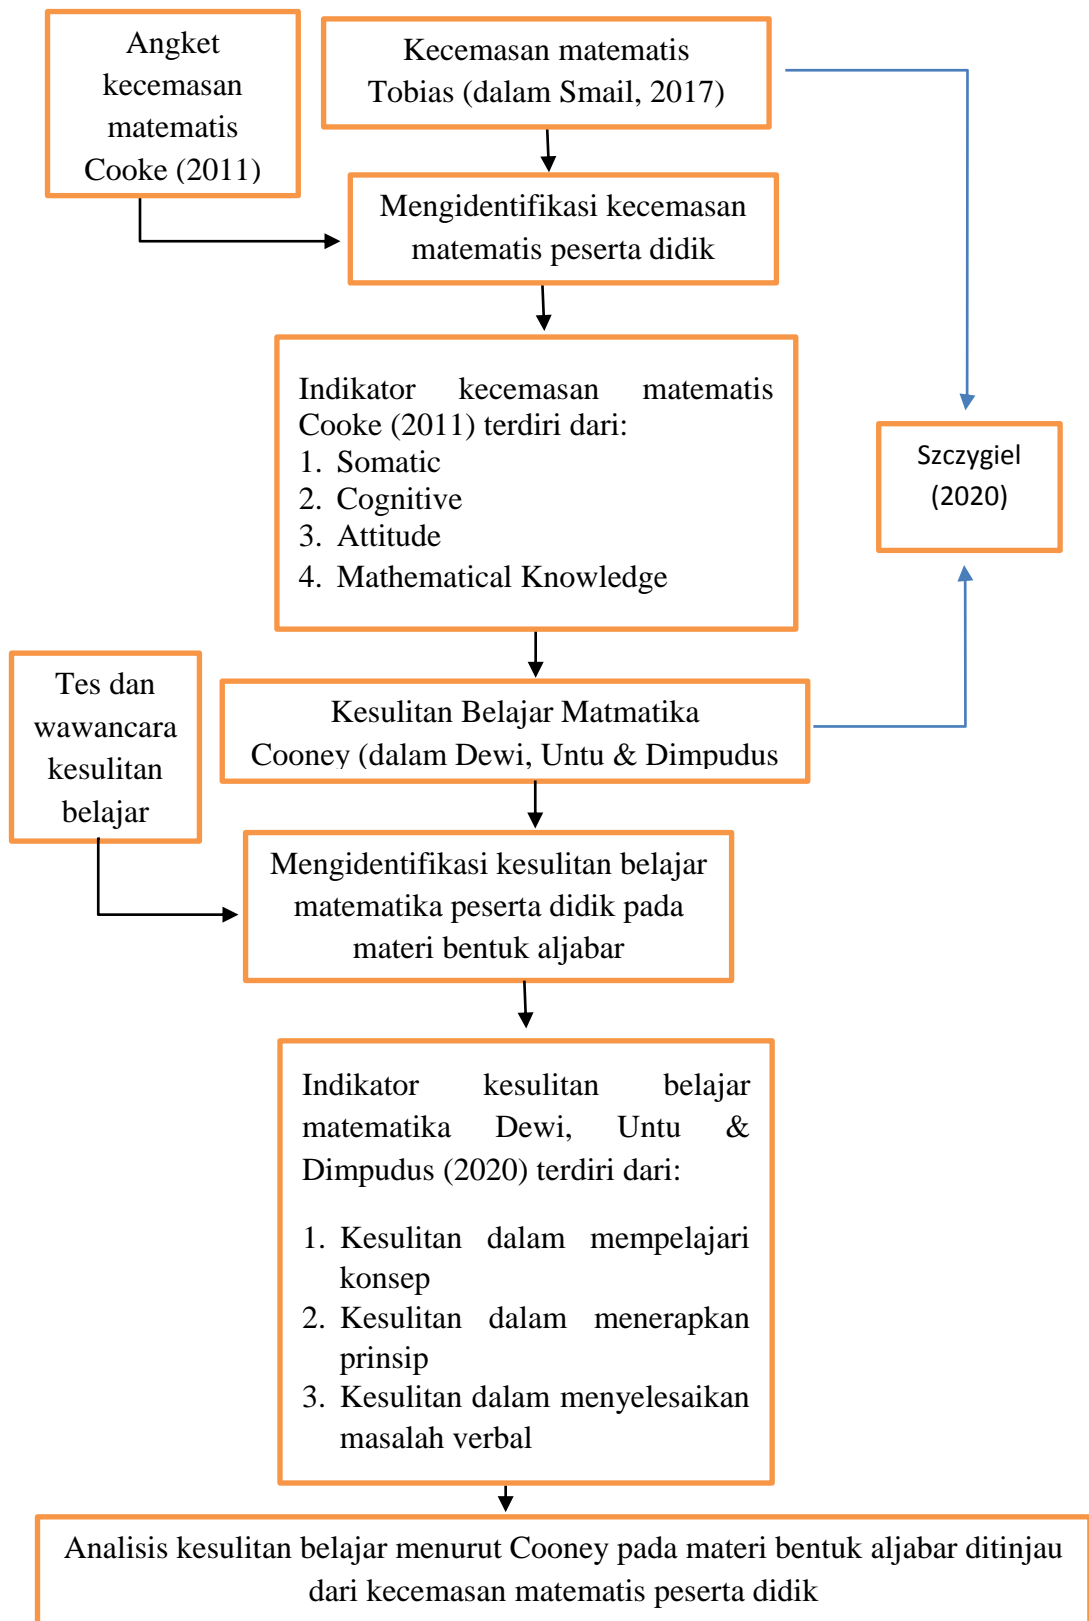 Angket
kecemasan
matematis
Cooke (2011)
Kecemasan matematis
Tobias (dalam Smail, 2017)
Mengidentifikasi kecemasan
matematis peserta didik
Indikator kecemasan matematis
Cooke (2011) terdiri dari:
1. Somatic
2. Cognitive
3. Attitude
4. Mathematical Knowledge
Szczygiel
(2020)
Tes dan
wawancara
kesulitan
belajar
Kesulitan Belajar Matmatika
Cooney (dalam Dewi, Untu & Dimpudus
Mengidentifikasi kesulitan belajar
matematika peserta didik pada
materi bentuk aljabar
Indikator kesulitan belajar
matematika Dewi, Untu &
Dimpudus (2020) terdiri dari:
1. Kesulitan dalam mempelajari
konsep
2. Kesulitan dalam menerapkan
prinsip
3. Kesulitan dalam menyelesaikan
masalah verbal
Analisis kesulitan belajar menurut Cooney pada materi bentuk aljabar ditinjau
dari kecemasan matematis peserta didik